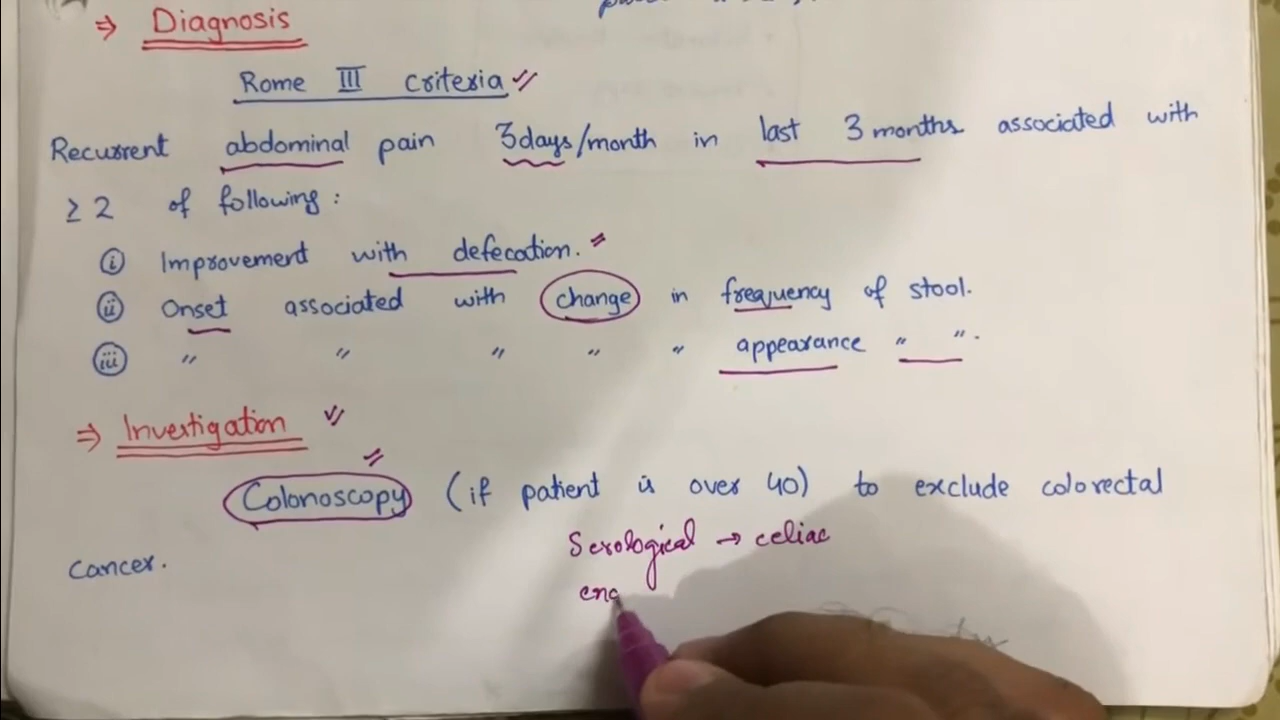 ⇒ Diagnosis
Rome III criteria
Recurrent abdominal pain 3days/month in last 3 months associated with
≥ 2 of following :
(i) Improvement with defecation.
(ii) Onset associated with change in frequency of stool.
(iii) " " " " " appearance " ".
⇒ Investigation
Colonoscopy (if patient is over 40) to exclude colorectal
cancer.
Serological → celiac